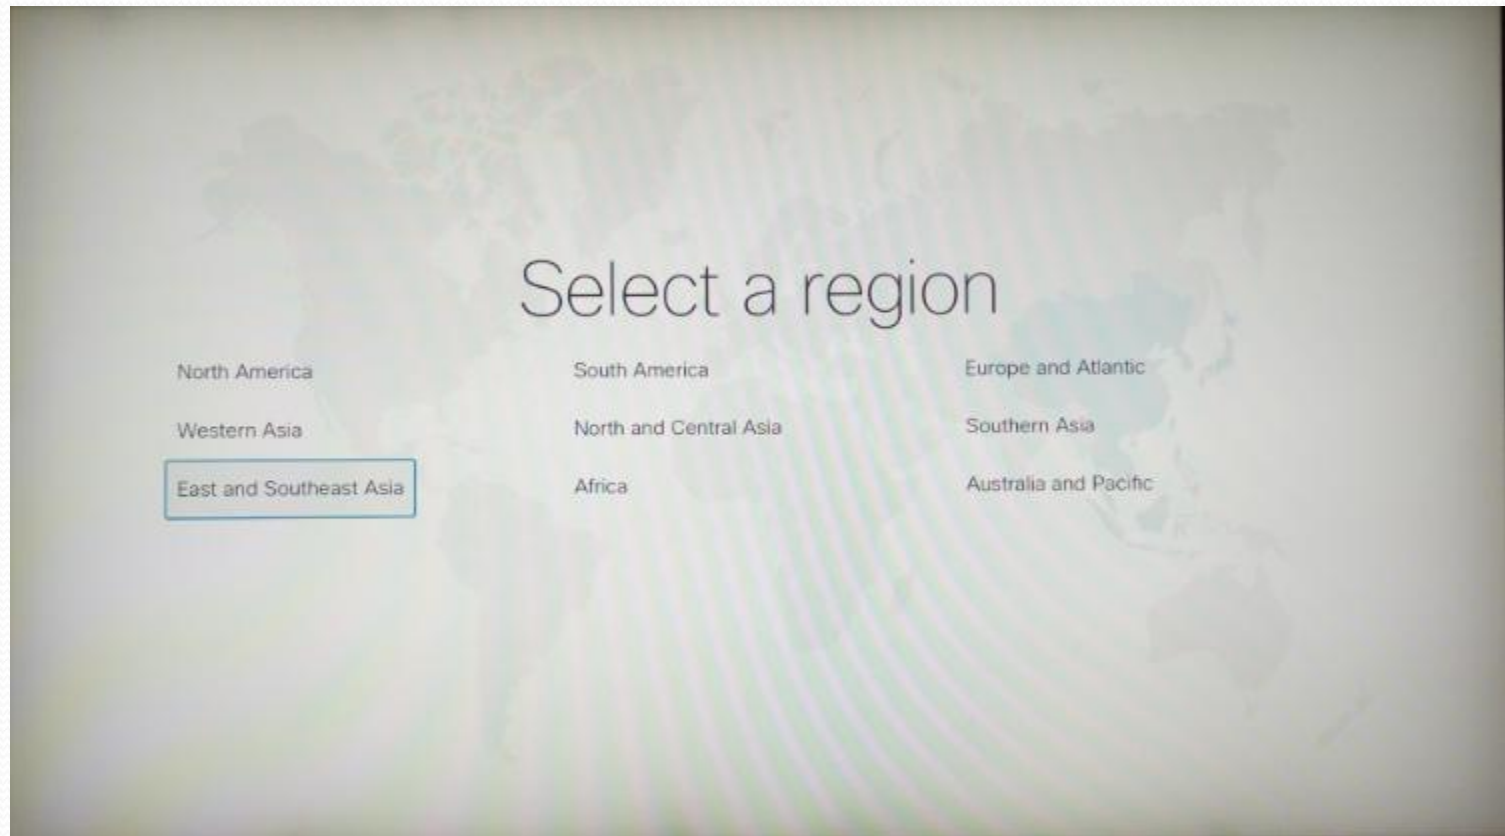 Select a region
North America
South America
Europe and Atlantic
Western Asia
North and Central Asia
Southern Asia
East and Southeast Asia
Africa
Australia and Pacific